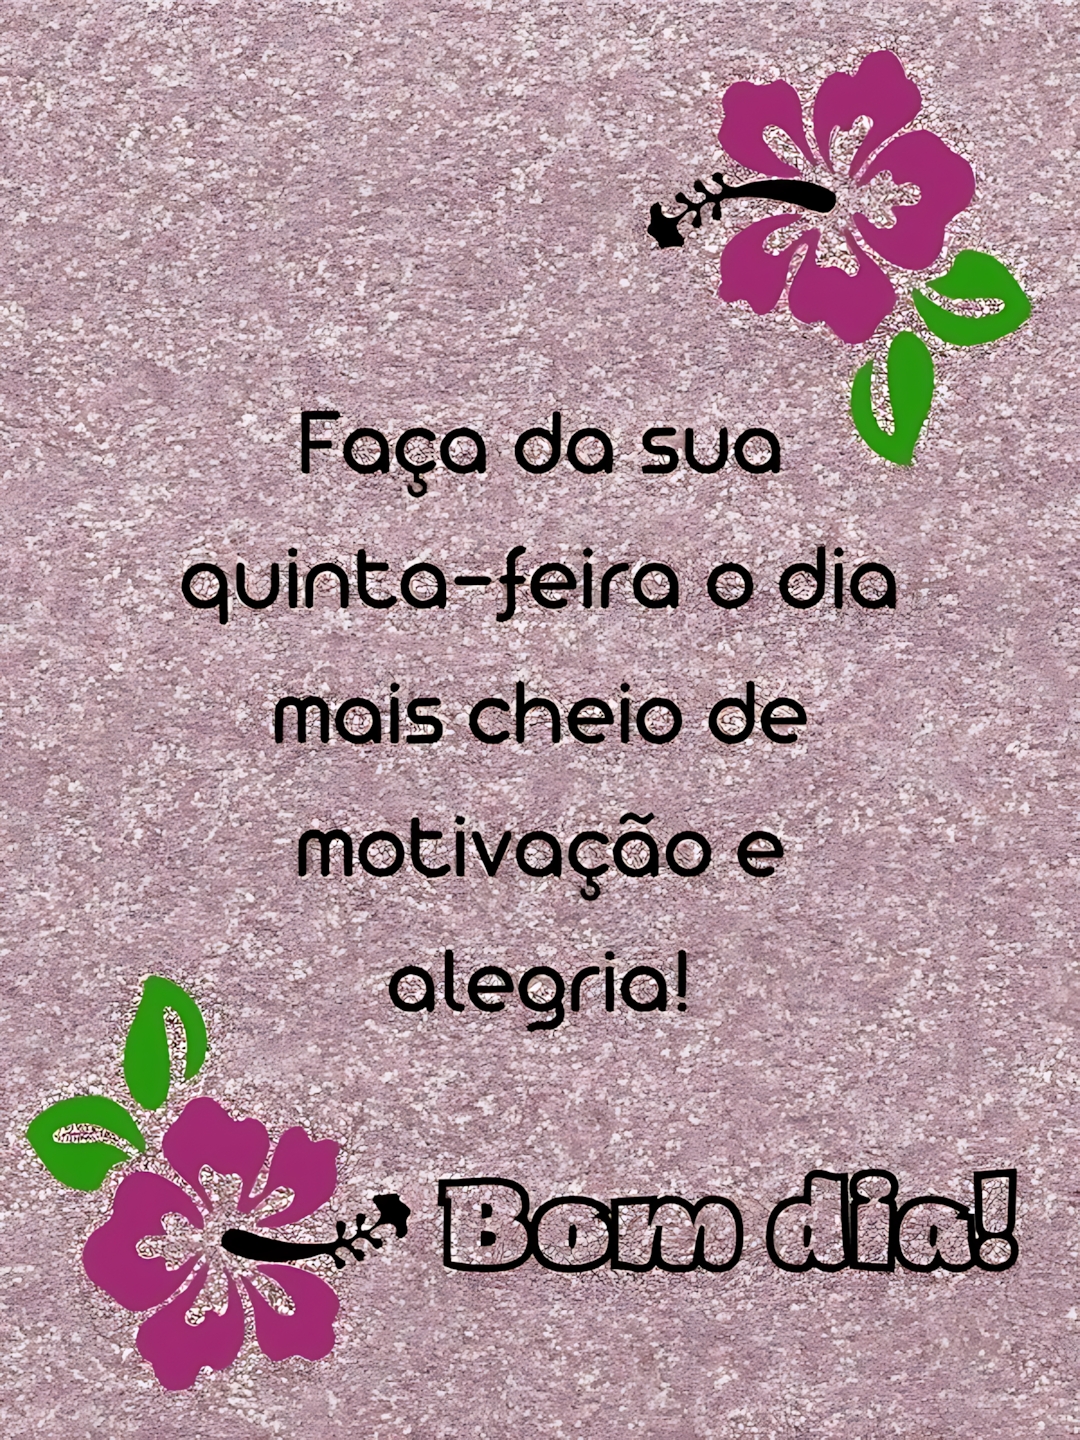 Faça da sua
quinta-feira o dia
mais cheio de
motivação e
alegria!
Bom dia!